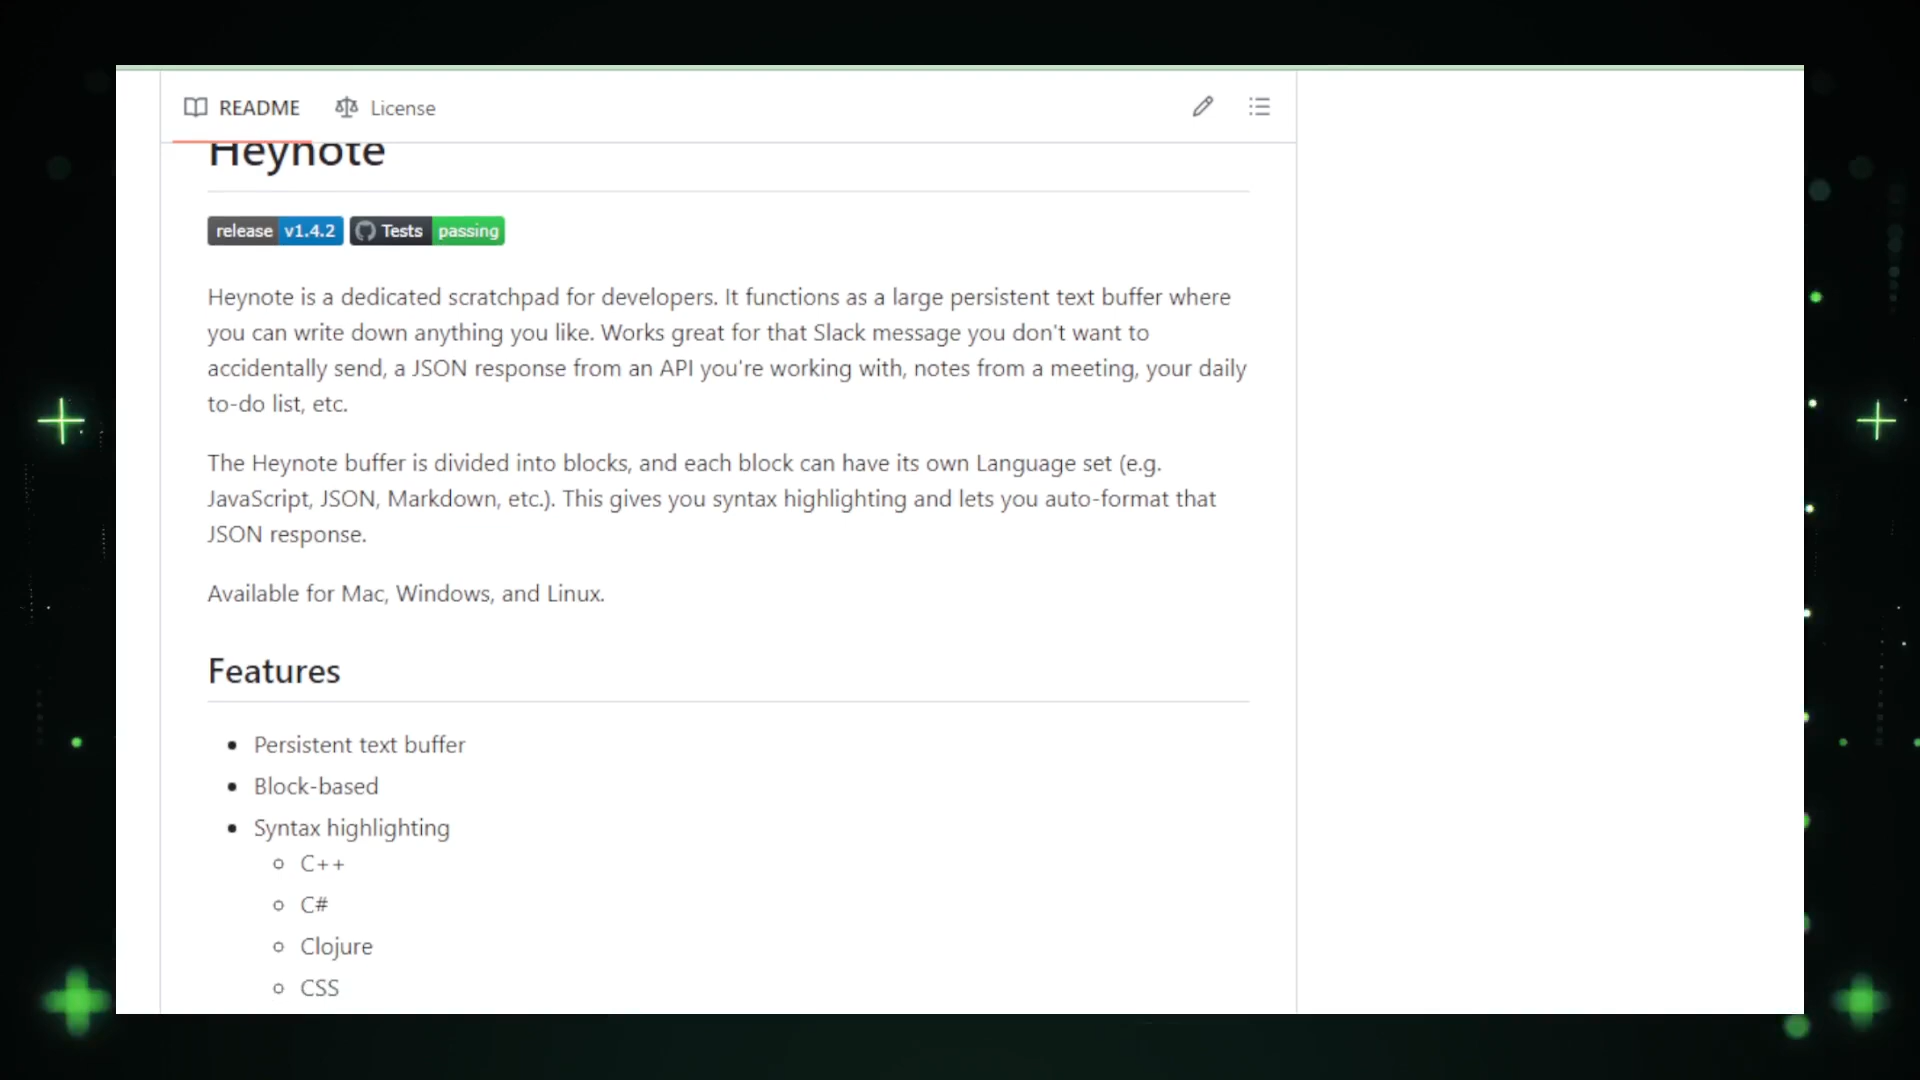 README License
Heynote
release v1.4.2 Tests passing
Heynote is a dedicated scratchpad for developers. It functions as a large persistent text buffer where
you can write down anything you like. Works great for that Slack message you don't want to
accidentally send, a JSON response from an API you're working with, notes from a meeting, your daily
to-do list, etc.
The Heynote buffer is divided into blocks, and each block can have its own Language set (e.g.
JavaScript, JSON, Markdown, etc.). This gives you syntax highlighting and lets you auto-format that
JSON response.
Available for Mac, Windows, and Linux.
Features
Persistent text buffer
Block-based
Syntax highlighting
C++
C#
Clojure
CSS